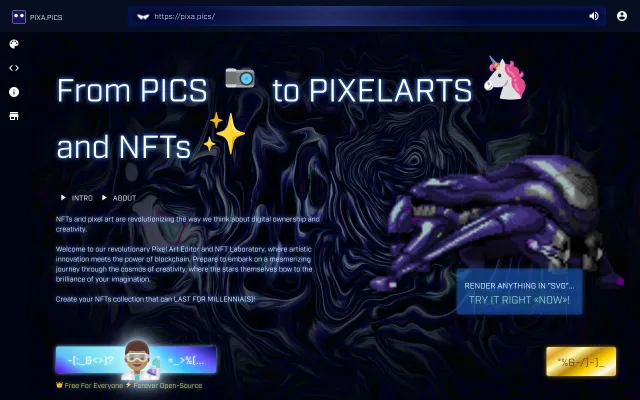 PIXA.PICS
https://pixa.pics/
From PICS to PIXELARTS
and NFTs
INTRO
ABOUT
NFTs and pixel art are revolutionizing the way we think about digital ownership and
creativity.
Welcome to our revolutionary Pixel Art Editor and NFT Laboratory, where artistic
innovation meets the power of blockchain. Prepare to embark on a mesmerizing
journey through the cosmos of creativity, where the stars themselves bow to the
brilliance of your imagination.
Create your NFTs collection that can LAST FOR MILLENNIA(S)!
RENDER ANYTHING IN "SVG"...
TRY IT RIGHT «NOW»!
Free For Everyone
Forever Open-Source